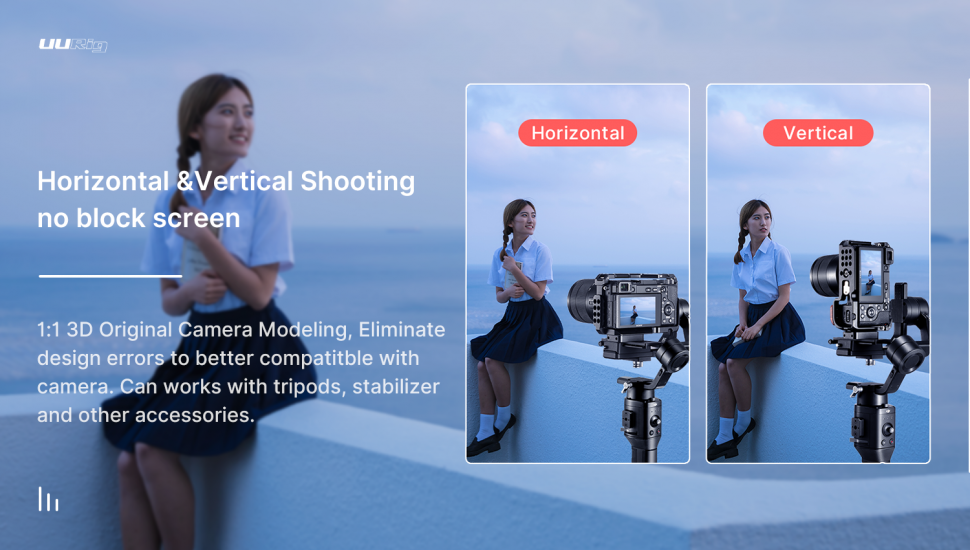 UURig
Horizontal &Vertical Shooting
no block screen
1:1 3D Original Camera Modeling, Eliminate
design errors to better compatitble with
camera. Can works with tripods, stabilizer
and other accessories.
Horizontal
Vertical